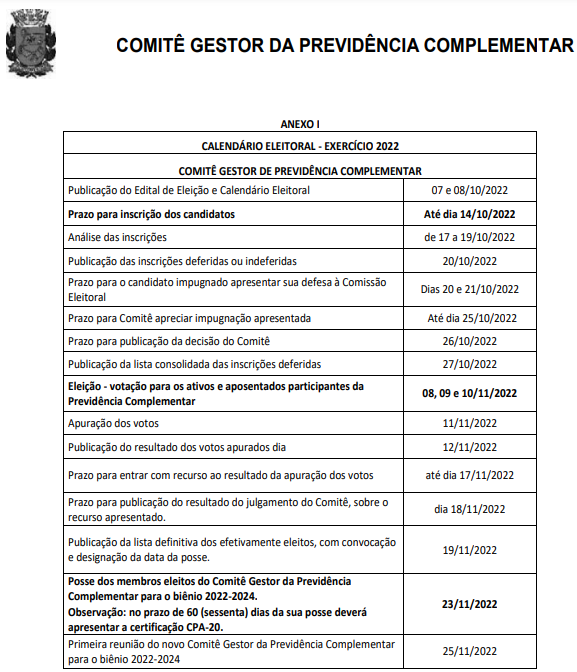 COMITÊ GESTOR DA PREVIDÊNCIA COMPLEMENTAR
ANEXO I
CALENDÁRIO ELEITORAL - EXERCÍCIO 2022
COMITÊ GESTOR DE PREVIDÊNCIA COMPLEMENTAR
Publicação do Edital de Eleição e Calendário Eleitoral 07 e 08/10/2022
Prazo para inscrição dos candidatos Até dia 14/10/2022
Análise das inscrições de 17 a 19/10/2022
Publicação das inscrições deferidas ou indeferidas 20/10/2022
Prazo para o candidato impugnado apresentar sua defesa à Comissão
Eleitoral Dias 20 e 21/10/2022
Prazo para Comitê apreciar impugnação apresentada Até dia 25/10/2022
Prazo para publicação da decisão do Comitê 26/10/2022
Publicação da lista consolidada das inscrições deferidas 27/10/2022
Eleição - votação para os ativos e aposentados participantes da
Previdência Complementar 08, 09 e 10/11/2022
Apuração dos votos 11/11/2022
Publicação do resultado dos votos apurados dia 12/11/2022
Prazo para entrar com recurso ao resultado da apuração dos votos até dia 17/11/2022
Prazo para publicação do resultado do julgamento do Comitê, sobre o
recurso apresentado. dia 18/11/2022
Publicação da lista definitiva dos efetivamente eleitos, com convocação
e designação da data da posse. 19/11/2022
Posse dos membros eleitos do Comitê Gestor da Previdência
Complementar para o biênio 2022-2024.
Observação: no prazo de 60 (sessenta) dias da sua posse deverá
apresentar a certificação CPA-20. 23/11/2022
Primeira reunião do novo Comitê Gestor da Previdência Complementar
para o biênio 2022-2024 25/11/2022